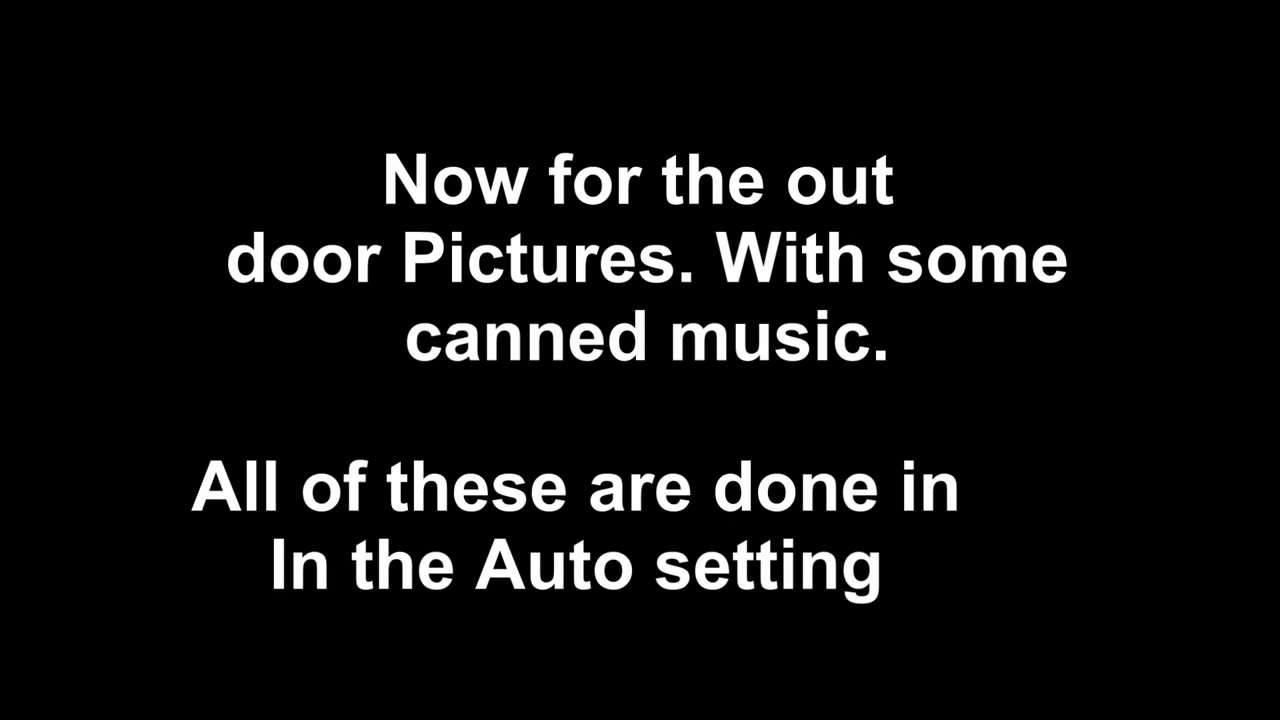 Now for the out
door Pictures. With some
canned music.
All of these are done in
In the Auto setting